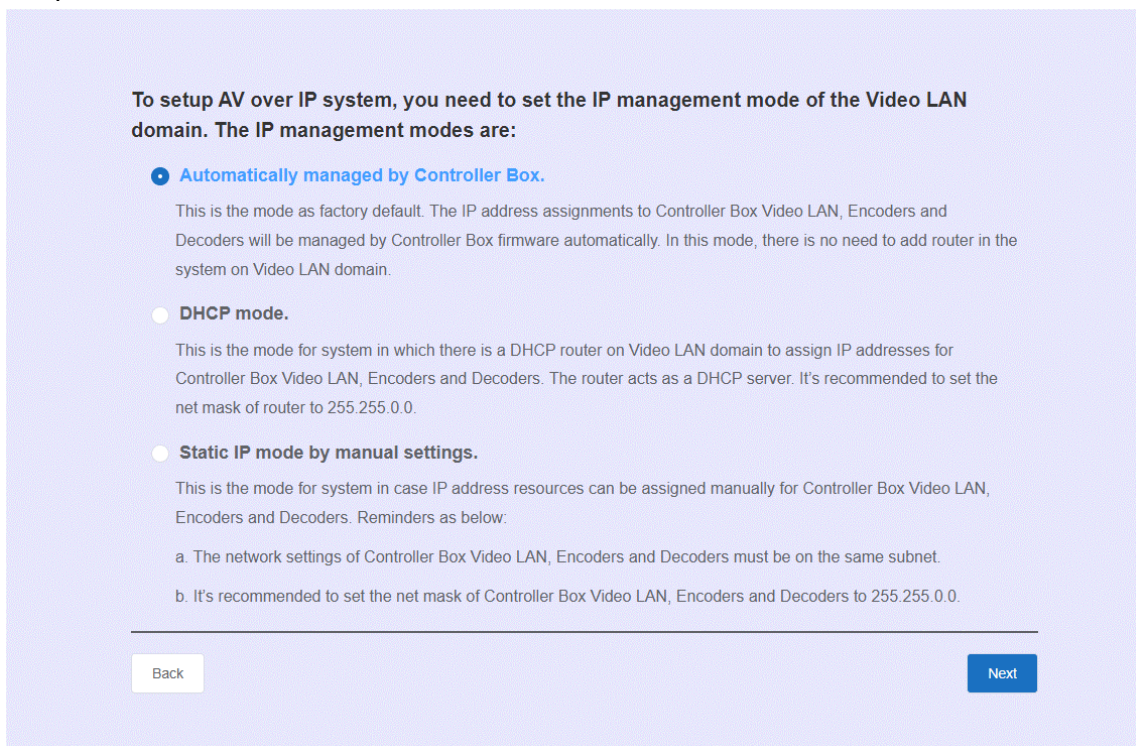 To setup AV over IP system, you need to set the IP management mode of the Video LAN
domain. The IP management modes are:
Automatically managed by Controller Box.
This is the mode as factory default. The IP address assignments to Controller Box Video LAN, Encoders and
Decoders will be managed by Controller Box firmware automatically. In this mode, there is no need to add router in the
system on Video LAN domain.
DHCP mode.
This is the mode for system in which there is a DHCP router on Video LAN domain to assign IP addresses for
Controller Box Video LAN, Encoders and Decoders. The router acts as a DHCP server. It’s recommended to set the
net mask of router to 255.255.0.0.
Static IP mode by manual settings.
This is the mode for system in case IP address resources can be assigned manually for Controller Box Video LAN,
Encoders and Decoders. Reminders as below:
a. The network settings of Controller Box Video LAN, Encoders and Decoders must be on the same subnet.
b. It’s recommended to set the net mask of Controller Box Video LAN, Encoders and Decoders to 255.255.0.0.
Back
Next